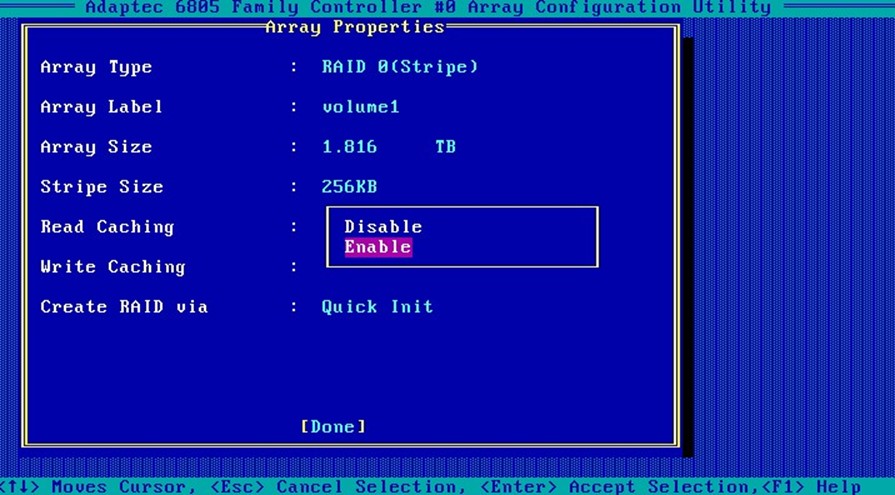 Adaptec 6805 Family Controller #0 Array Configuration Utility
Array Properties
Array Type : RAID 0(Stripe)
Array Label : volume1
Array Size : 1.816 TB
Stripe Size : 256KB
Read Caching : Disable
Enable
Write Caching :
Create RAID via : Quick Init
[Done]
<↑↓> Moves Cursor, <Esc> Cancel Selection, <Enter> Accept Selection,<F1> Help